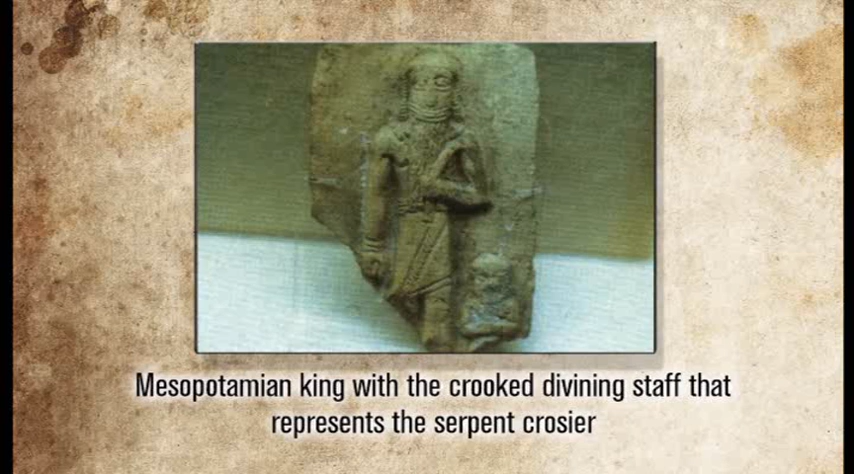 Mesopotamian king with the crooked divining staff that
represents the serpent crosier